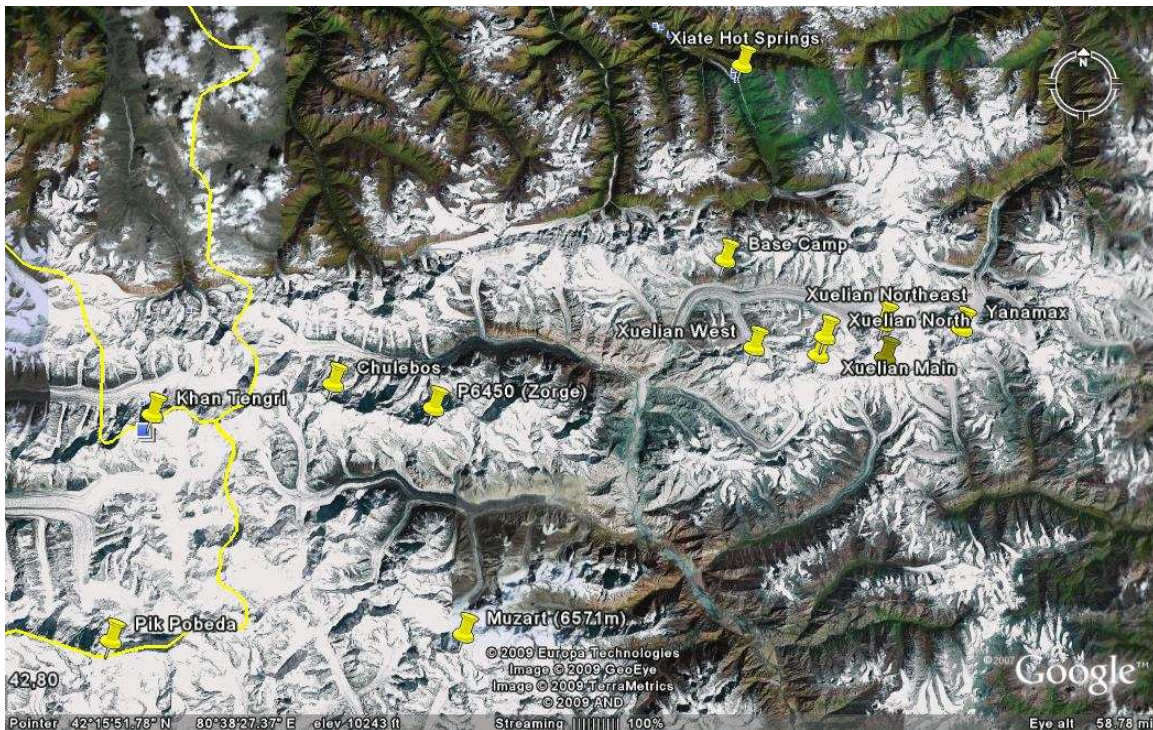 Xiate Hot Springs
N
Base Camp
Xuelian Northeast
Yanamax
Xuelian North
Xuelian West
Xuelian Main
Chulebos
P6450 (Zorge)
Khan Tengri
Pik Pobeda
Muzart (6571m)
© 2009 Europa Technologies
Image © 2009 GeoEye
Image © 2009 TerraMetrics
© 2009 AND
©2007 Google™
42,80
Pointer 42°15'51.78" N 80°38'27.37" E elev 10243 ft Streaming ||||||||| 100% Eye alt 58.78 mi